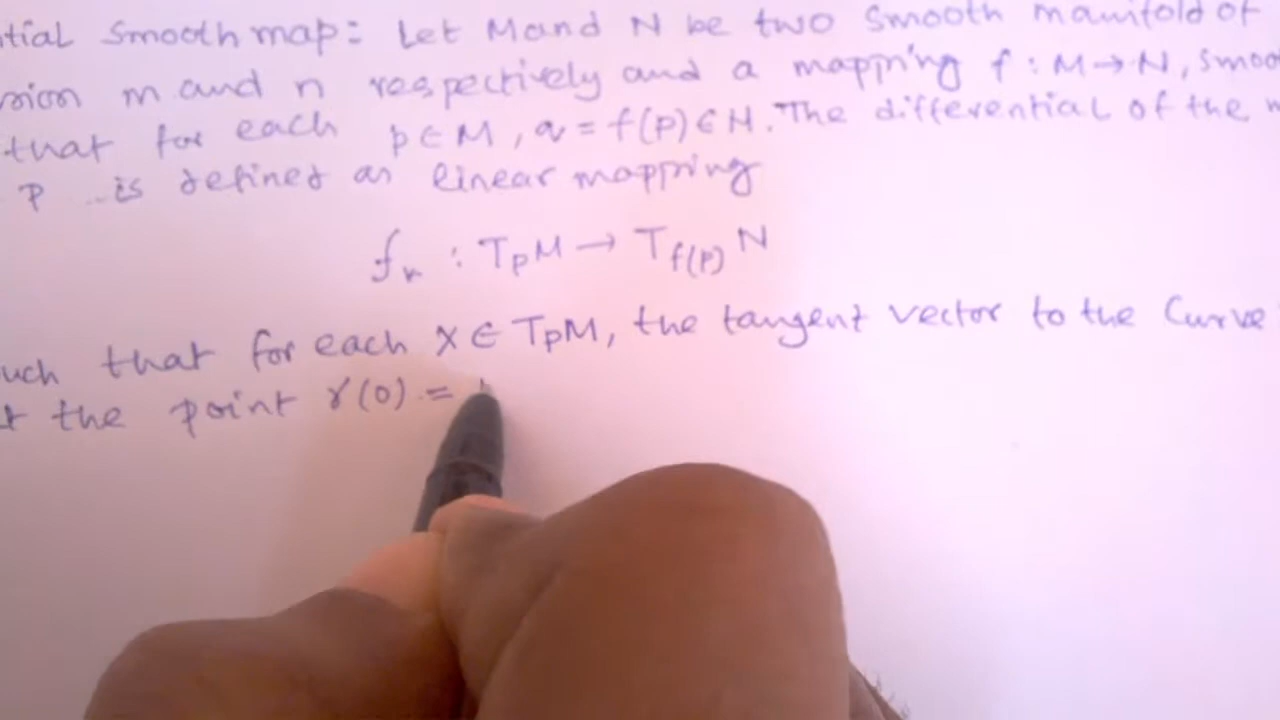 tial Smooth map: Let M and N be two Smooth manifold of
sion m and n respectively and a mapping f : M → N, smoo
that for each p ∈ M, q = f(p) ∈ N. The differential of the
P is defined as linear mapping
f* : TpM → Tf(p) N
uch that for each X ∈ TpM, the tangent vector to the Curve
t the point γ(0) =